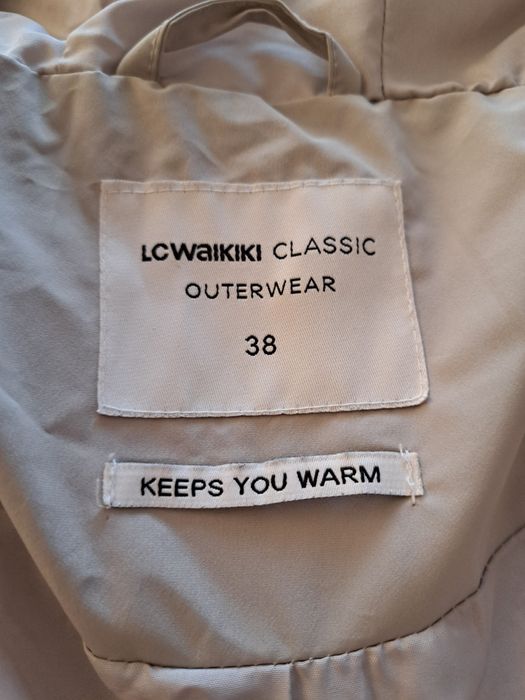 LCWAIKIKI CLASSIC
OUTERWEAR
38
KEEPS YOU WARM